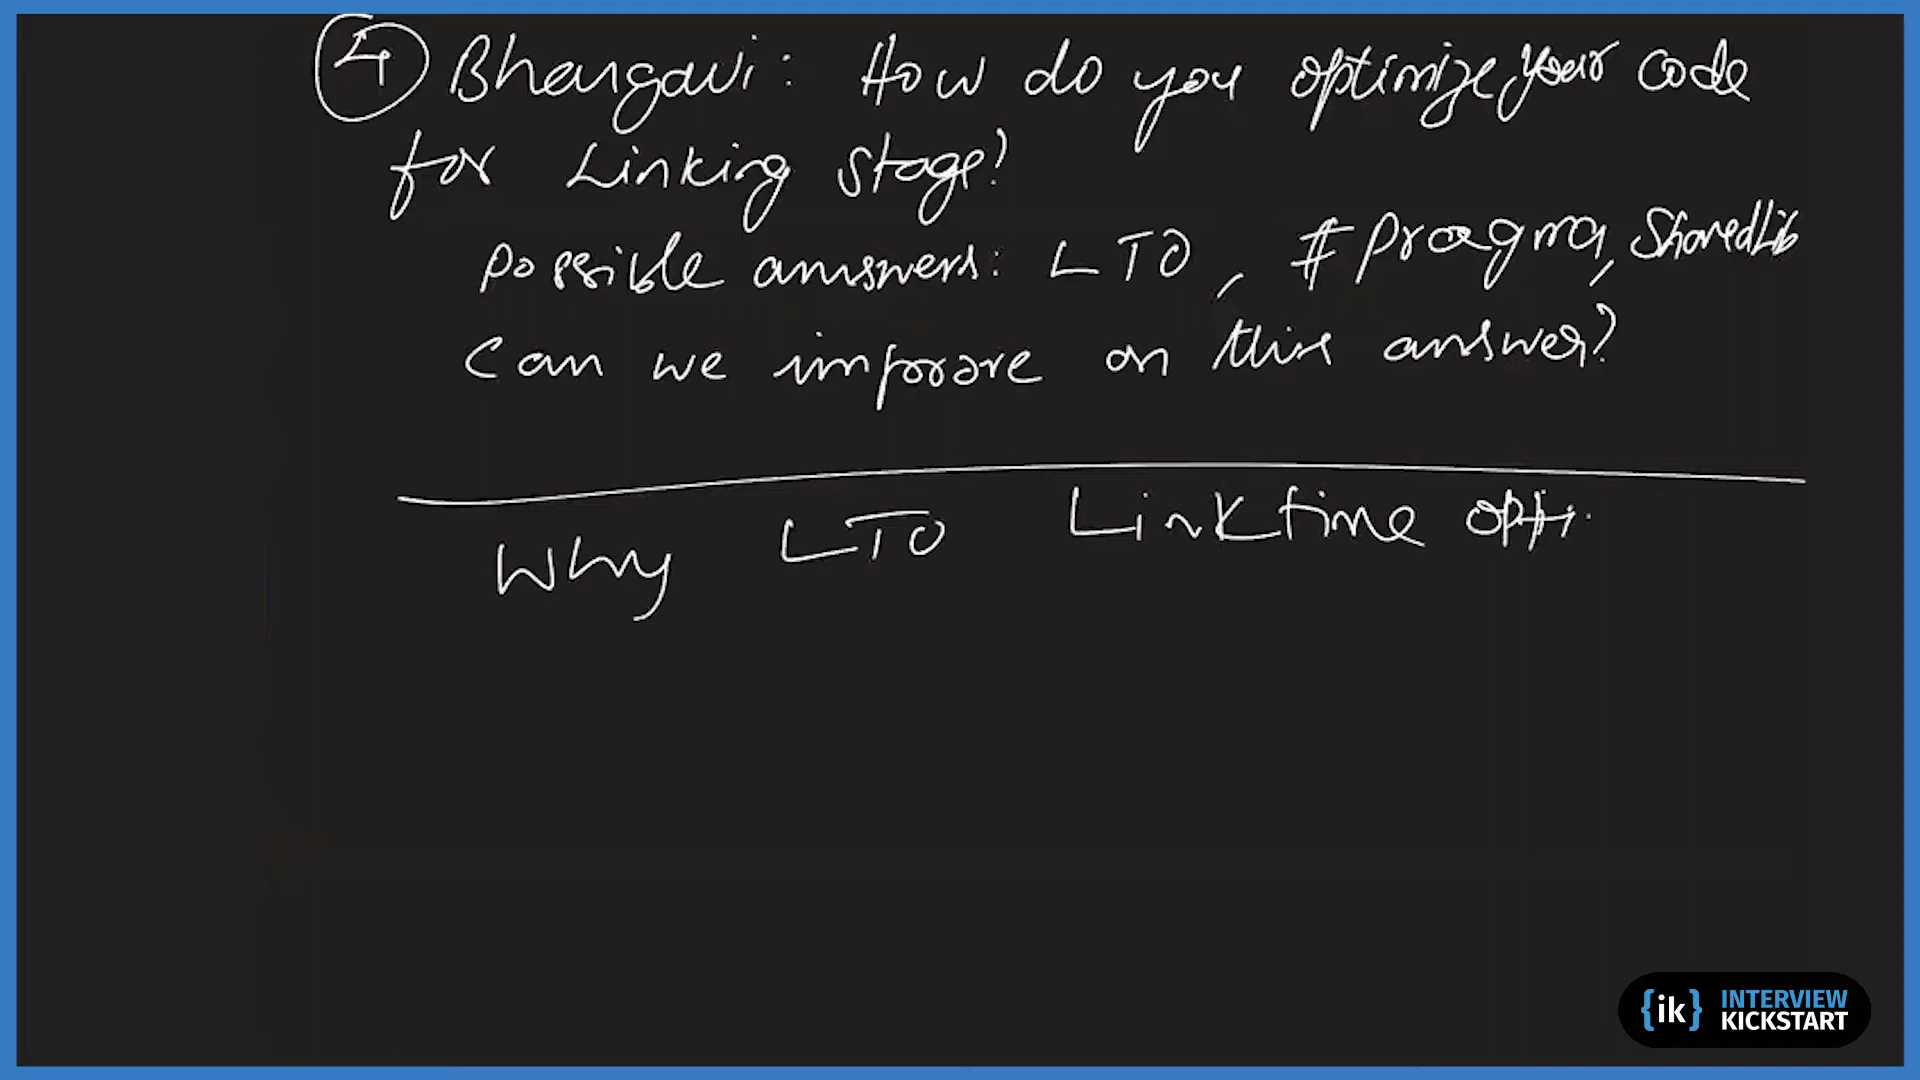 4 Bhargavi: How do you optimize your code
for Linking stage?
possible answers: LTO, #pragma, SharedLib
Can we improve on this answer?
Why LTO Linktime opti.
{ik} INTERVIEW KICKSTART